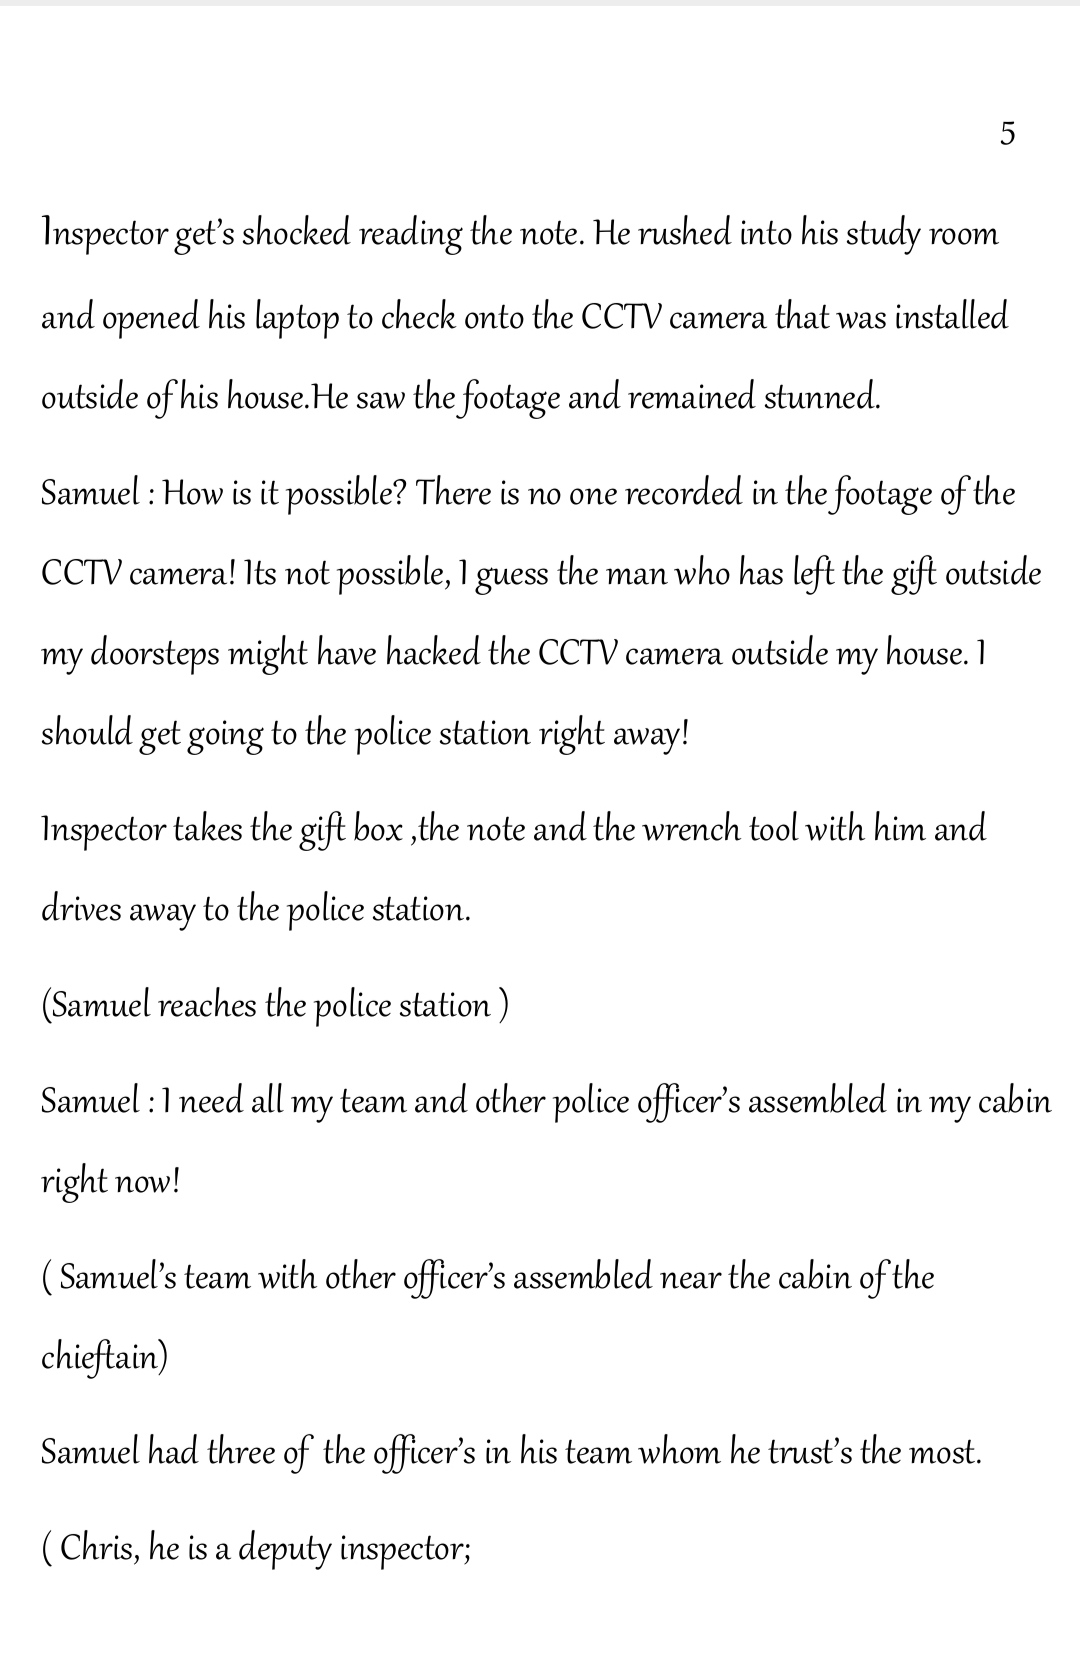 5
Inspector get's shocked reading the note. He rushed into his study room
and opened his laptop to check onto the CCTV camera that was installed
outside of his house.He saw the footage and remained stunned.
Samuel : How is it possible? There is no one recorded in the footage of the
CCTV camera! Its not possible, I guess the man who has left the gift outside
my doorsteps might have hacked the CCTV camera outside my house. I
should get going to the police station right away!
Inspector takes the gift box ,the note and the wrench tool with him and
drives away to the police station.
(Samuel reaches the police station )
Samuel : I need all my team and other police officer's assembled in my cabin
right now!
( Samuel's team with other officer's assembled near the cabin of the
chieftain)
Samuel had three of the officer's in his team whom he trust's the most.
( Chris, he is a deputy inspector;